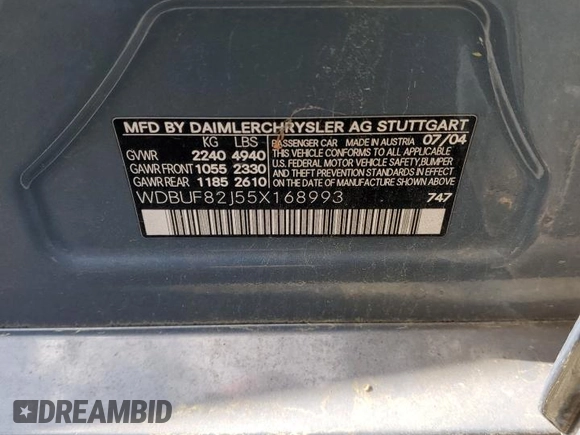 MFD BY DAIMLERCHRYSLER AG STUTTGART
KG LBS PASSENGER CAR MADE IN AUSTRIA 07/04
GVWR 2240 4940 THIS VEHICLE CONFORMS TO ALL APPLICABLE
GAWR FRONT 1055 2330 U.S. FEDERAL MOTOR VEHICLE SAFETY, BUMPER
GAWR REAR 1185 2610 AND THEFT PREVENTION STANDARDS IN EFFECT
WDBUF82J55X168993 ON THE DATE OF MANUFACTURE SHOWN ABOVE.
747
DREAMBID